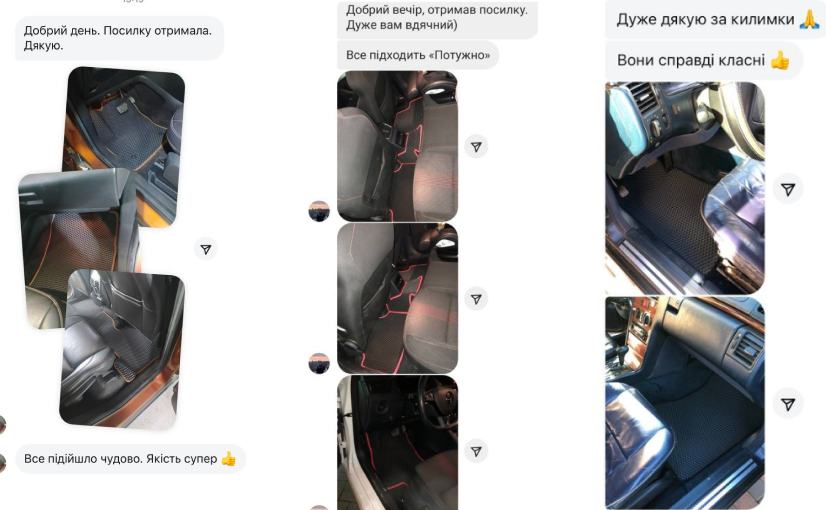 Добрий день. Посилку отримала.
Дякую.
Все підійшло чудово. Якість супер 👍
Добрий вечір, отримав посилку.
Дуже вам вдячний)
Все підходить «Потужно»
Дуже дякую за килимки 🙏
Вони справді класні 👍